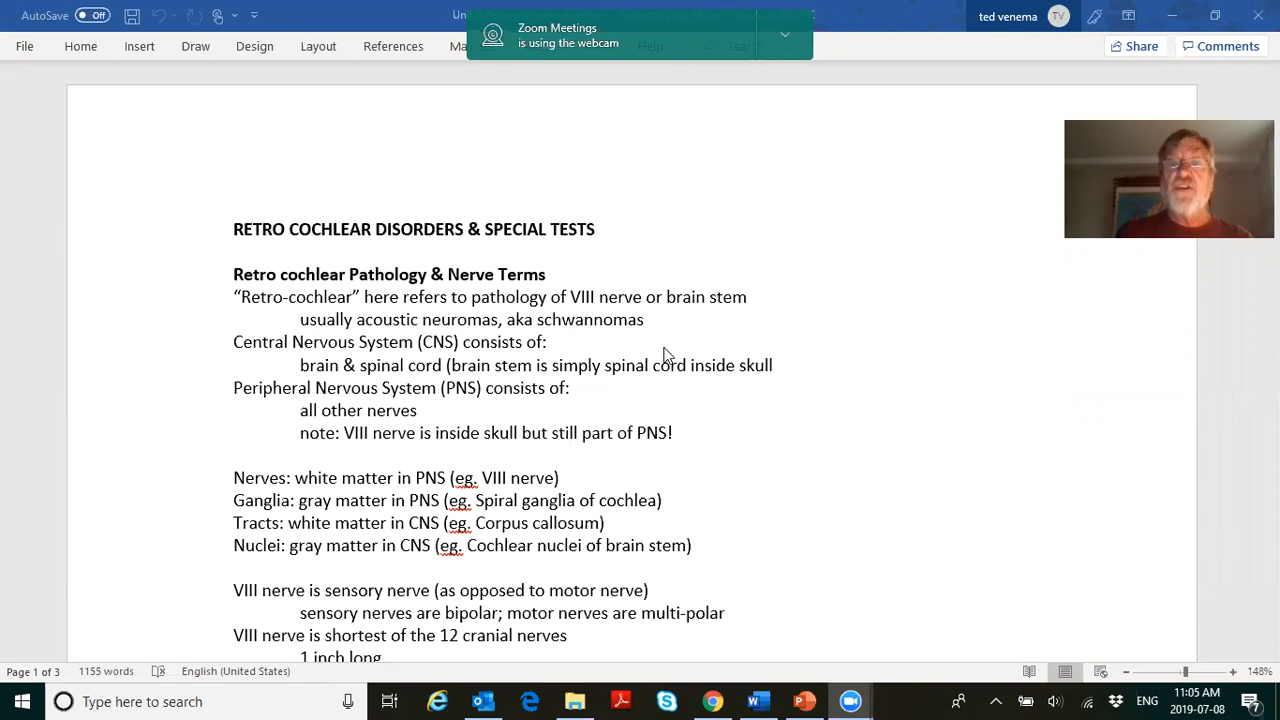 AutoSave
Off
Un
ted venema
TV
Zoom Meetings
is using the webcam
File
Home
Insert
Draw
Design
Layout
References
Ma
Help
Sear
Share
Comments
RETRO COCHLEAR DISORDERS & SPECIAL TESTS
Retro cochlear Pathology & Nerve Terms
“Retro-cochlear” here refers to pathology of VIII nerve or brain stem
usually acoustic neuromas, aka schwannomas
Central Nervous System (CNS) consists of:
brain & spinal cord (brain stem is simply spinal cord inside skull
Peripheral Nervous System (PNS) consists of:
all other nerves
note: VIII nerve is inside skull but still part of PNS!
Nerves: white matter in PNS (eg. VIII nerve)
Ganglia: gray matter in PNS (eg. Spiral ganglia of cochlea)
Tracts: white matter in CNS (eg. Corpus callosum)
Nuclei: gray matter in CNS (eg. Cochlear nuclei of brain stem)
VIII nerve is sensory nerve (as opposed to motor nerve)
sensory nerves are bipolar; motor nerves are multi-polar
VIII nerve is shortest of the 12 cranial nerves
1 inch long
Page 1 of 3
1155 words
English (United States)
148%
Type here to search
ENG
11:05 AM
2019-07-08
7